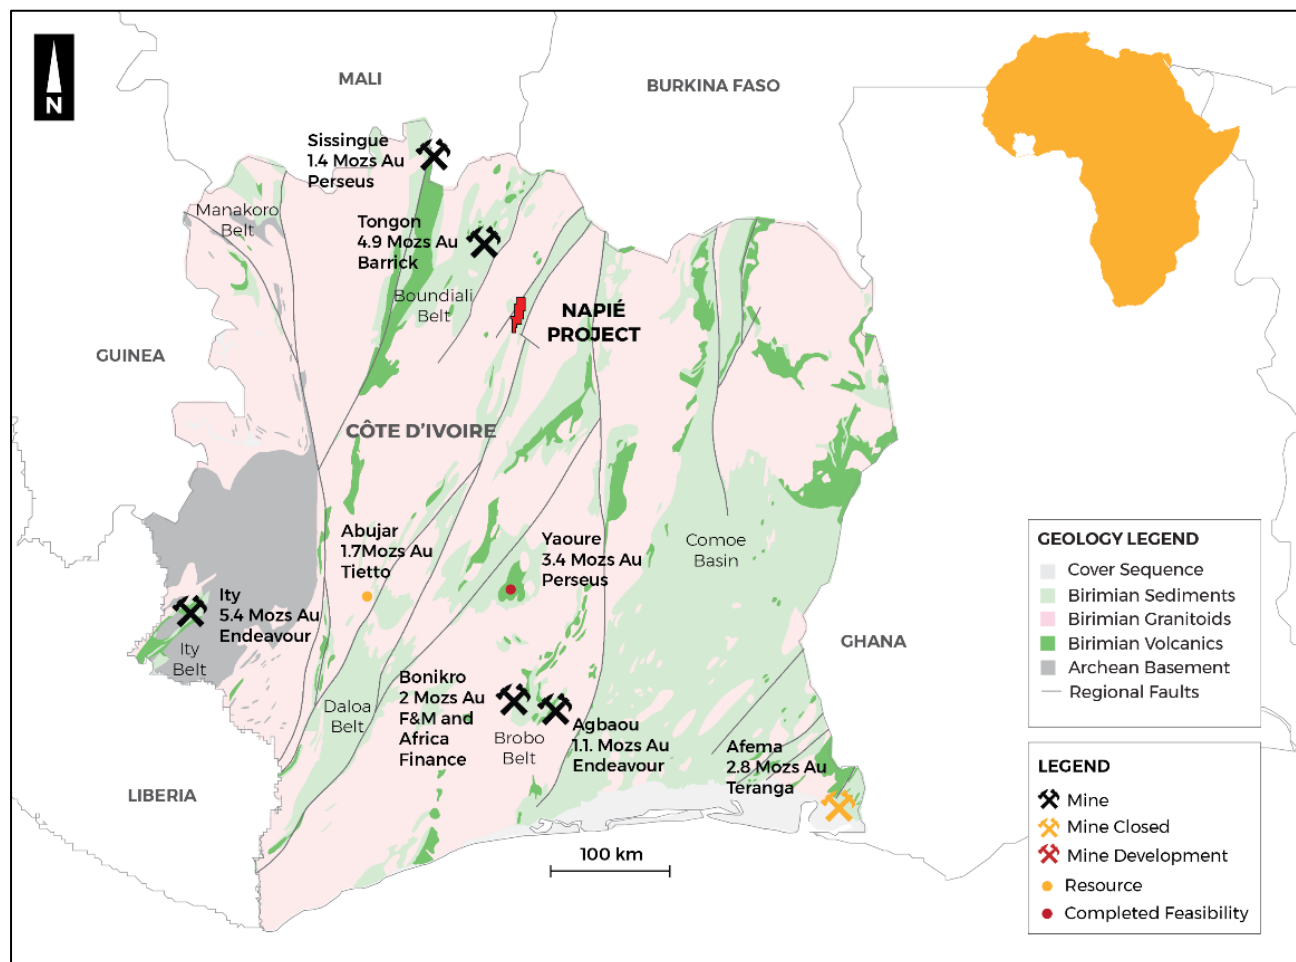 N
MALI
BURKINA FASO
Sissingue
1.4 Mozs Au
Perseus
Manakoro
Belt
Tongon
4.9 Mozs Au
Barrick
Boundiali
Belt
NAPIÉ
PROJECT
GUINEA
CÔTE D'IVOIRE
Abujar
1.7Mozs Au
Tietto
Yaoure
3.4 Mozs Au
Perseus
Comoe
Basin
Ity
5.4 Mozs Au
Endeavour
Ity
Belt
GHANA
Daloa
Belt
Bonikro
2 Mozs Au
F&M and
Africa
Finance
Brobo
Belt
Agbaou
1.1. Mozs Au
Endeavour
Afema
2.8 Mozs Au
Teranga
LIBERIA
100 km
GEOLOGY LEGEND
Cover Sequence
Birimian Sediments
Birimian Granitoids
Birimian Volcanics
Archean Basement
Regional Faults
LEGEND
Mine
Mine Closed
Mine Development
Resource
Completed Feasibility